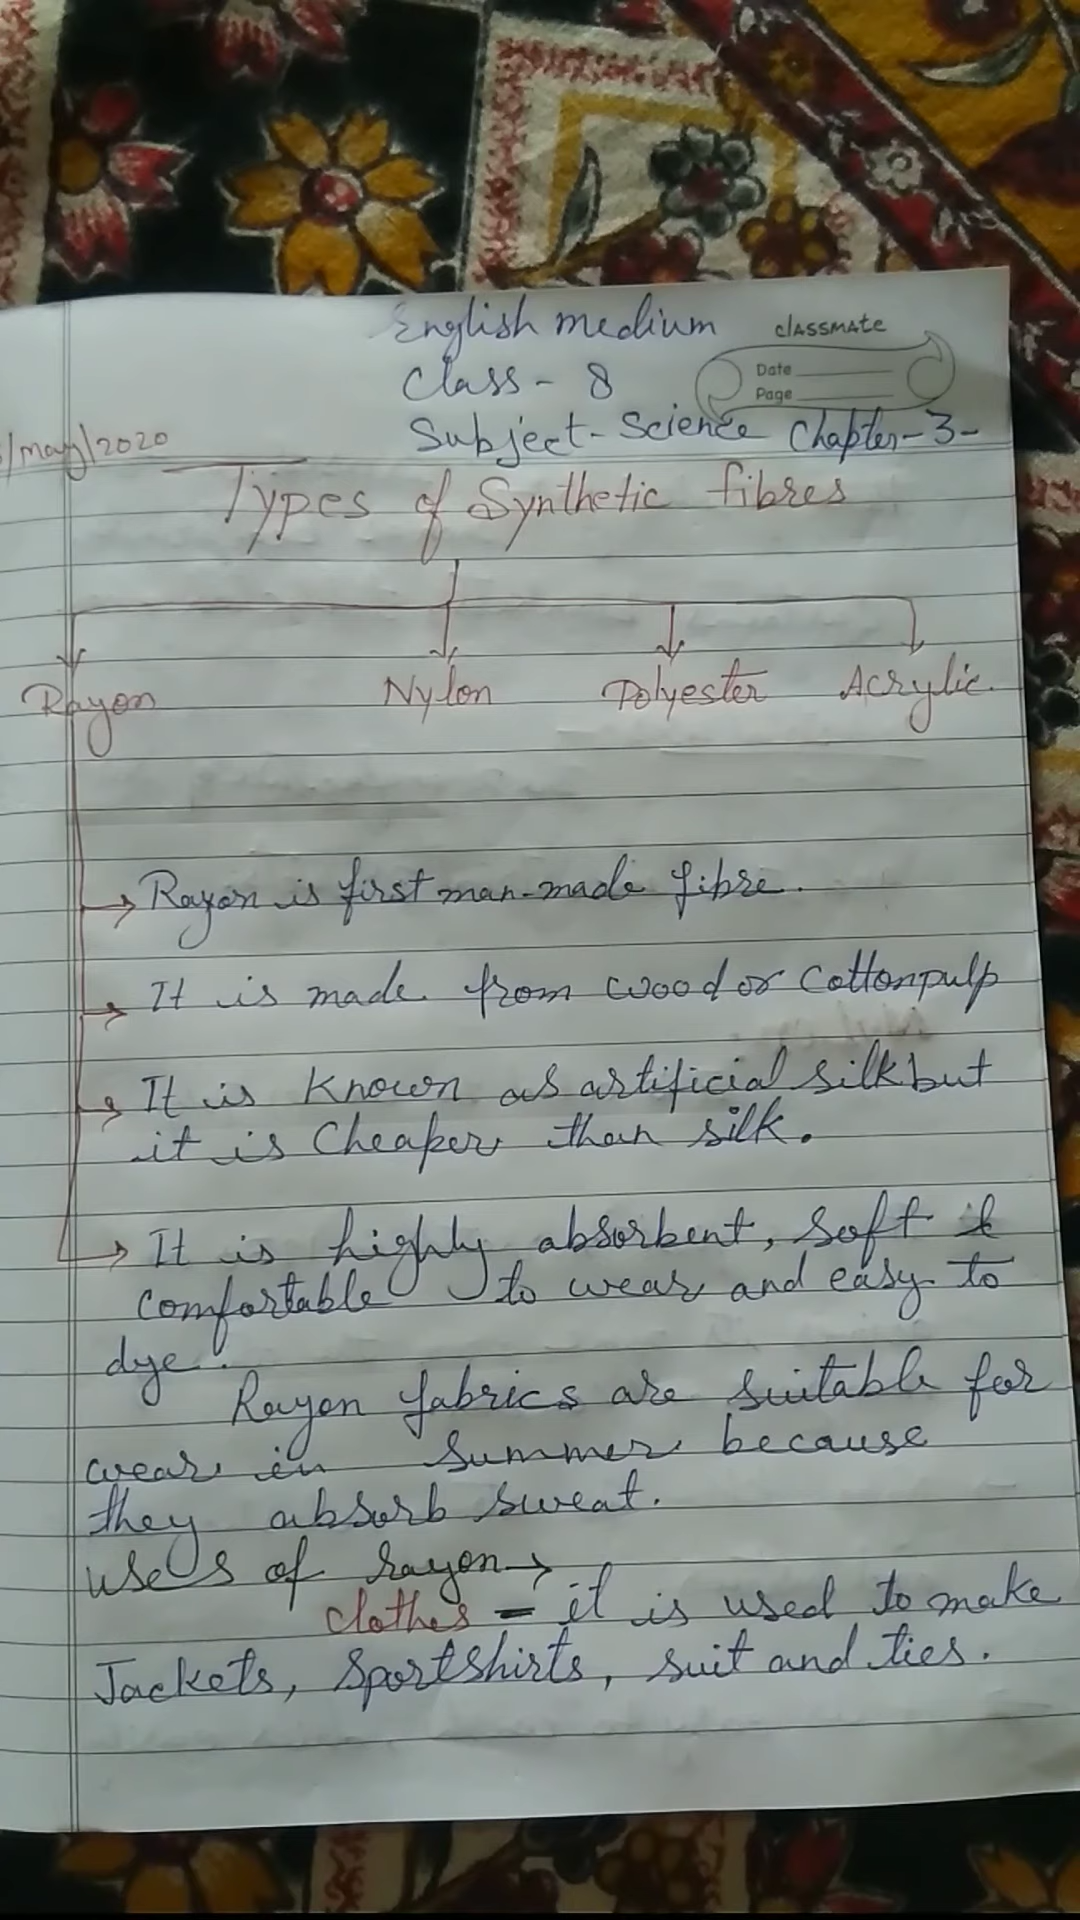 English medium
classmate
Class - 8
Date
Page
Subject - Science Chapter-3-
/may/2020
Types of Synthetic fibres
Rayon Nylon Polyester Acrylic.
→ Rayon is first man-made fibre.
→ It is made from wood or Cottonpulp
→ It is Known as artificial silk but
it is Cheaper than silk.
→ It is highly absorbent, soft &
comfortable to wear and easy to
dye.
Rayon fabrics are suitable for
wear in summer because
they absorb sweat.
uses of rayon →
clothes - it is used to make
Jackets, Sportshirts, suit and ties.